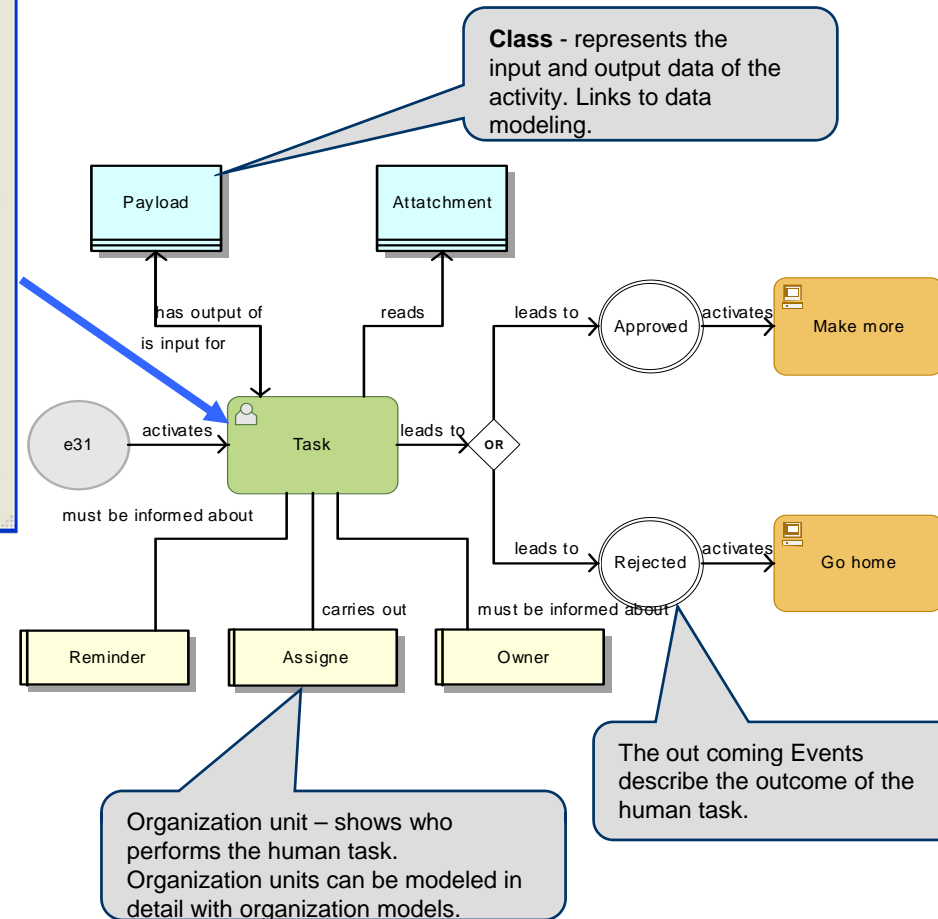 Class - represents the
input and output data of the
activity. Links to data
modeling.
Payload
Attatchment
has output of
is input for
reads
leads to
Approved
activates
Make more
e31
activates
Task
leads to
OR
must be informed about
leads to
Rejected
activates
Go home
carries out
must be informed about
Reminder
Assigne
Owner
The out coming Events
describe the outcome of the
human task.
Organization unit – shows who
performs the human task.
Organization units can be modeled in
detail with organization models.